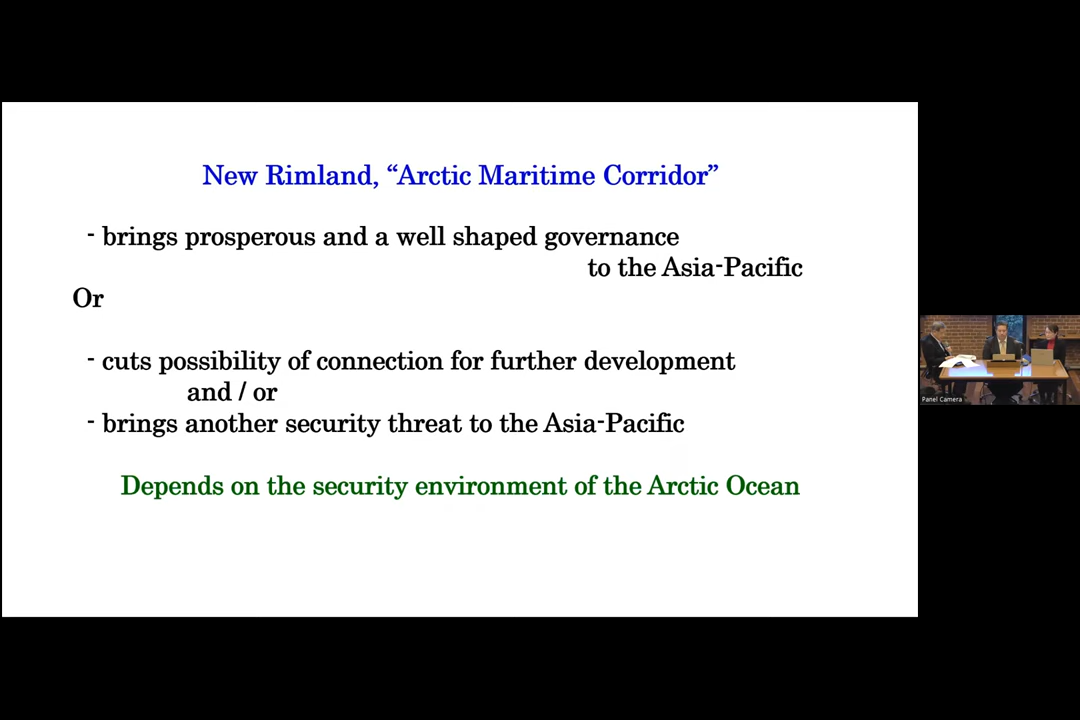 New Rimland, “Arctic Maritime Corridor”
- brings prosperous and a well shaped governance
to the Asia-Pacific
Or
- cuts possibility of connection for further development
and / or
- brings another security threat to the Asia-Pacific
Depends on the security environment of the Arctic Ocean
Panel Camera